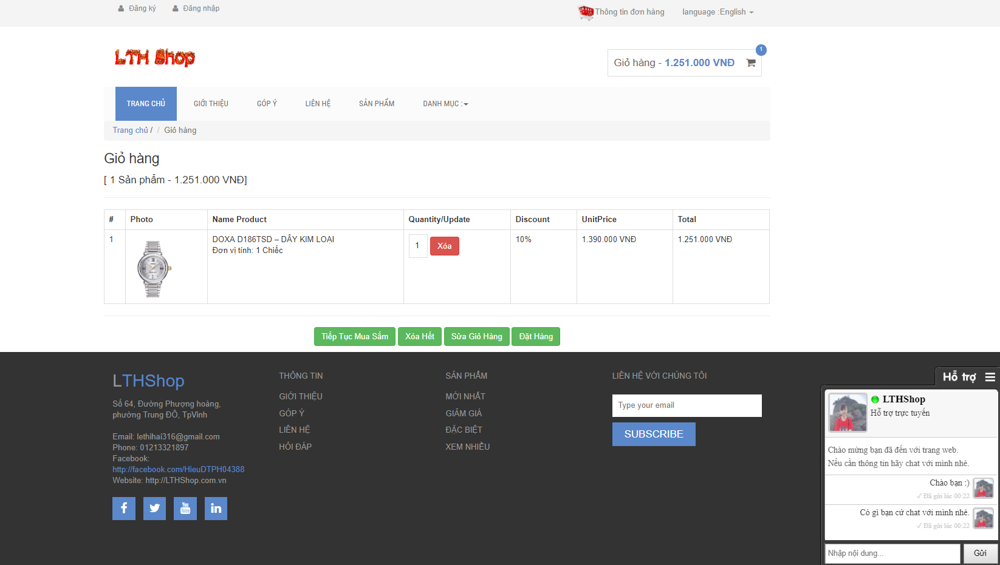 Đăng ký
Đăng nhập
Thông tin đơn hàng
language :English
LTH Shop
Giỏ hàng - 1.251.000 VNĐ
1
TRANG CHỦ
GIỚI THIỆU
GÓP Ý
LIÊN HỆ
SẢN PHẨM
DANH MỤC :
Trang chủ / / Giỏ hàng
Giỏ hàng
[ 1 Sản phẩm - 1.251.000 VNĐ]
# Photo Name Product Quantity/Update Discount UnitPrice Total
1 DOXA D186TSD – DÂY KIM LOẠI 1 Xóa 10% 1.390.000 VNĐ 1.251.000 VNĐ
Đơn vị tính: 1 Chiếc
Tiếp Tục Mua Sắm
Xóa Hết
Sửa Giỏ Hàng
Đặt Hàng
LTHShop
Số 64, Đường Phượng hoàng,
phường Trung ĐÔ, TpVinh
Email: lethihai316@gmail.com
Phone: 01213321897
Facebook:
http://facebook.com/HieuDTPH04388
Website: http://LTHShop.com.vn
You
Tube
THÔNG TIN
GIỚI THIỆU
GÓP Ý
LIÊN HỆ
HỎI ĐÁP
SẢN PHẨM
MỚI NHẤT
GIẢM GIÁ
ĐẶC BIỆT
XEM NHIỀU
LIÊN HỆ VỚI CHÚNG TÔI
Type your email
SUBSCRIBE
Hỗ trợ
LTHShop
Hỗ trợ trực tuyến
Chào mừng bạn đã đến với trang web.
Nếu cần thông tin hãy chat với mình nhé.
Chào bạn :)
✓ Đã gửi lúc 00:22
Có gì bạn cứ chat với mình nhé.
✓ Đã gửi lúc 00:22
Nhập nội dung...
Gửi